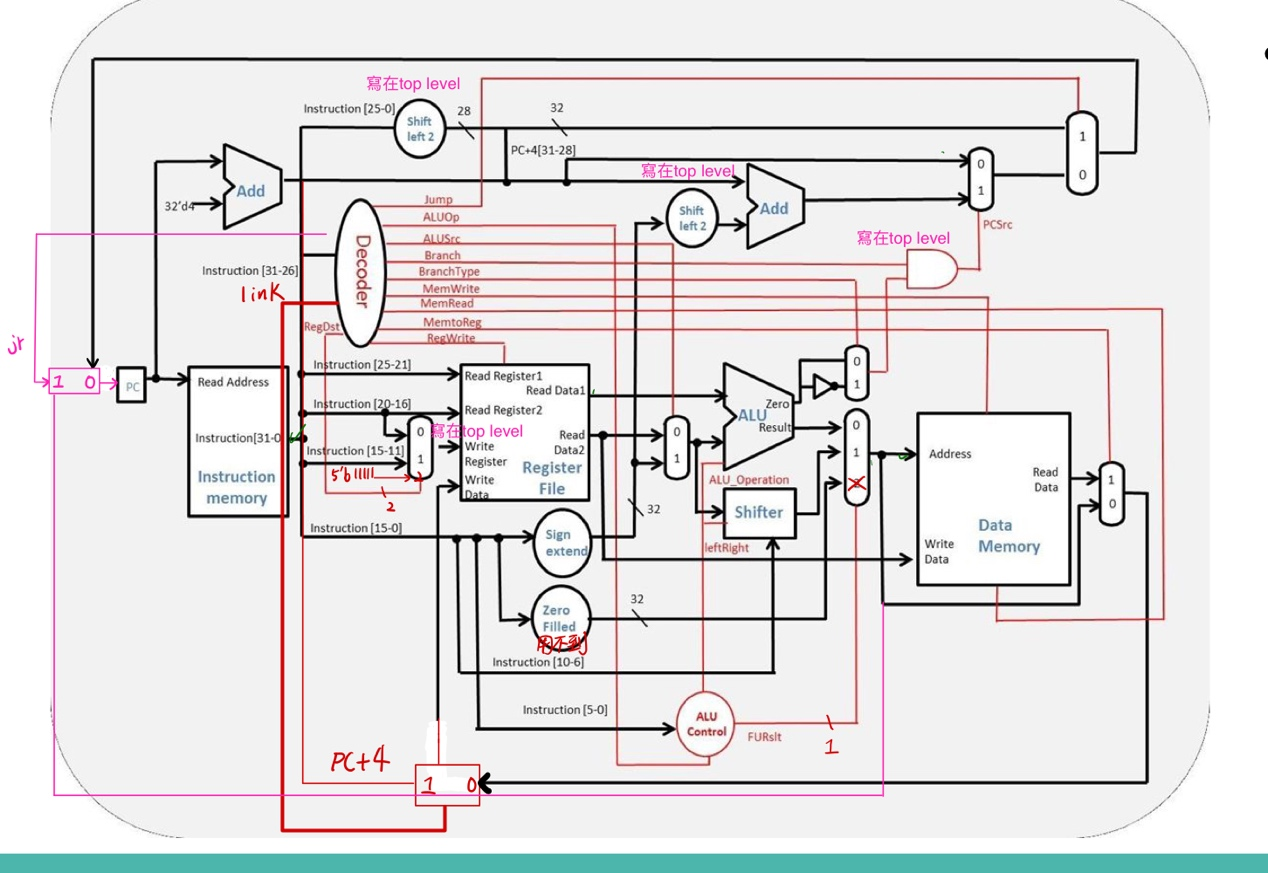 寫在top level
Instruction [25-0]
Shift left 2
28
32
PC+4[31-28]
寫在top level
0
1
1
0
Add
32'd4
Shift left 2
Add
Jump
ALUOp
ALUSrc
Branch
BranchType
MemWrite
MemRead
MemtoReg
RegWrite
Decoder
寫在top level
PCSrc
Instruction [31-26]
link
RegDst
jr
1 0
PC
Read Address
Instruction[31-0]
Instruction memory
Instruction [25-21]
Instruction [20-16]
Instruction [15-11]
5'b11111
2
2
0
1
寫在top level
Read Register1
Read Data1
Read Register2
Read Data2
Write Register
Write Data
Register File
0
1
ALU
Zero
Result
0
1
0
1
2
ALU_Operation
Shifter
leftRight
Address
Read Data
Write Data
Data Memory
1
0
Instruction [15-0]
Sign extend
32
Zero Filled
用不到
32
Instruction [10-6]
Instruction [5-0]
ALU Control
FURslt
1
PC+4
1 0